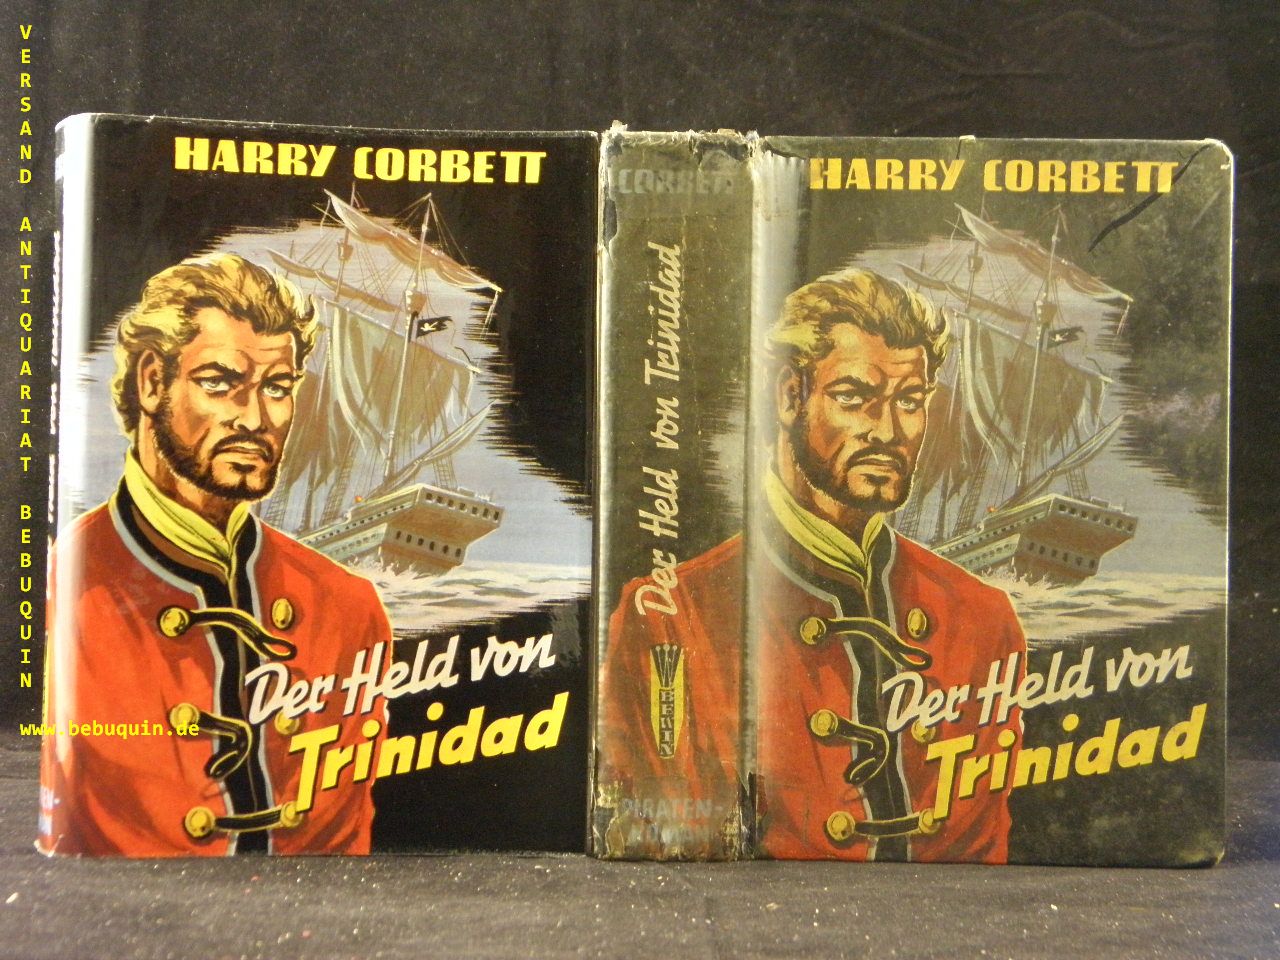 VERSAND ANTIQUARIAT BEBUQUIN
www.bebuquin.de
HARRY CORBETT
Der Held von
Trinidad
CORBETT
Der Held von Trinidad
BEWIN
PIRATEN-
ROMAN
HARRY CORBETT
Der Held von
Trinidad